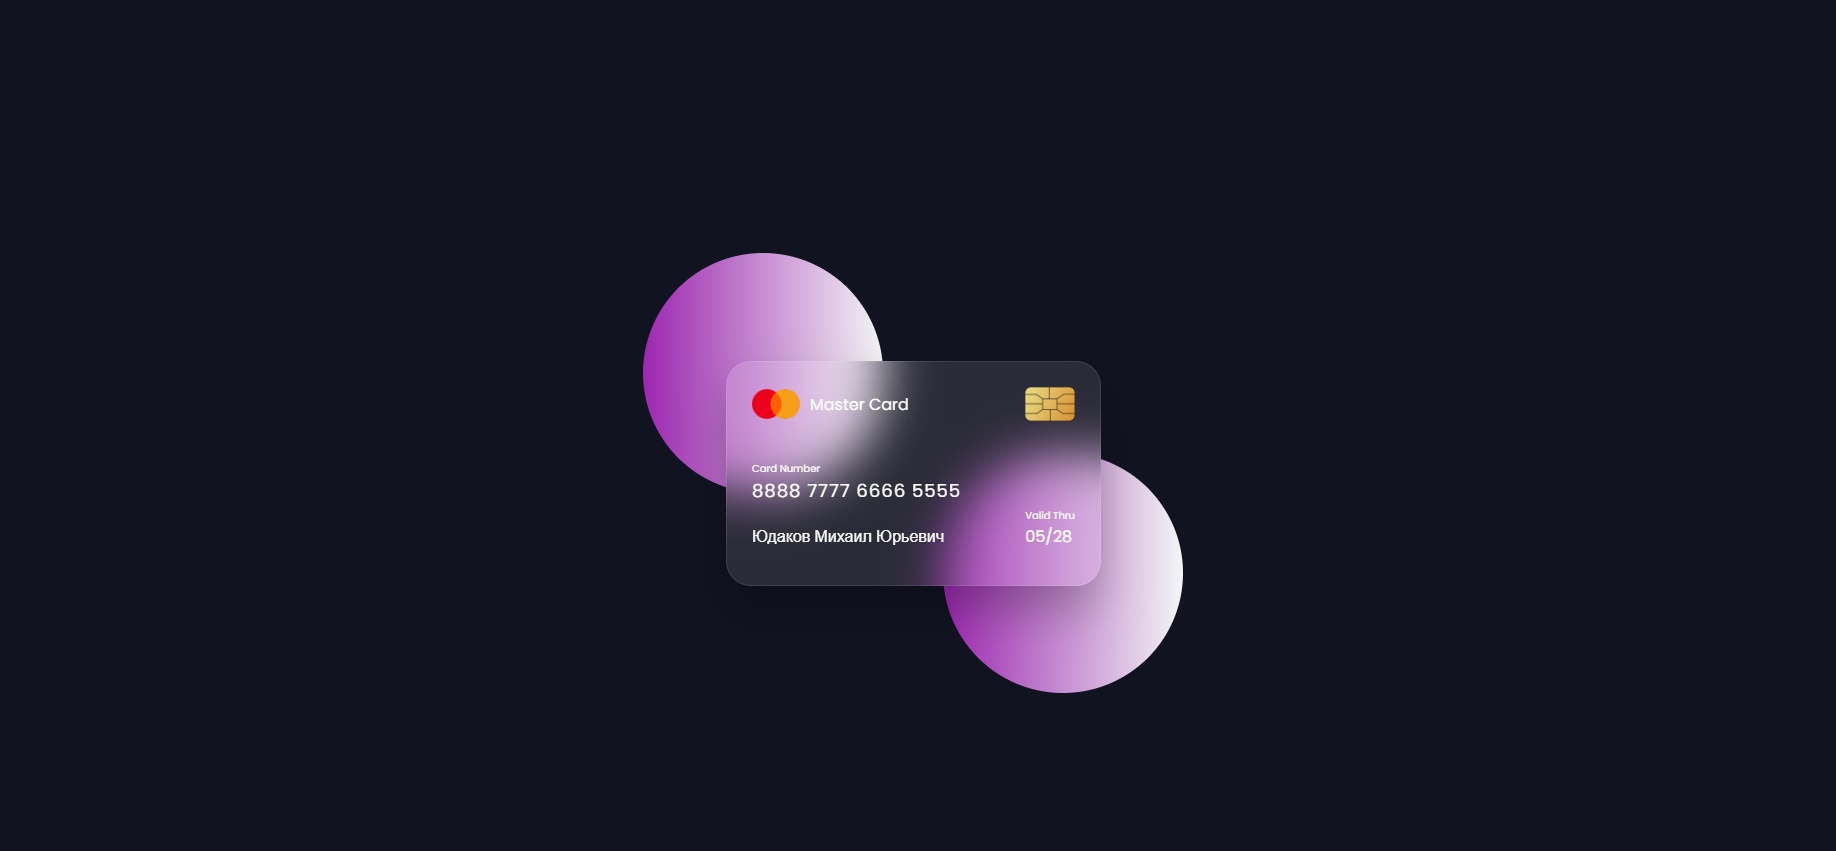 Master Card
Card Number
8888 7777 6666 5555
Valid Thru
Юдаков Михаил Юрьевич
05/28